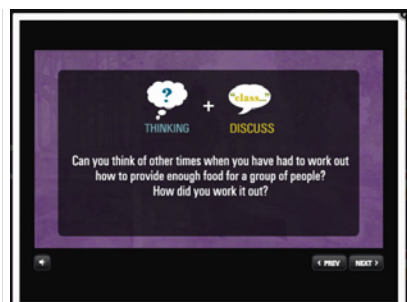 ?
"class..."
+
THINKING
DISCUSS
Can you think of other times when you have had to work out
how to provide enough food for a group of people?
How did you work it out?
< PREV
NEXT >